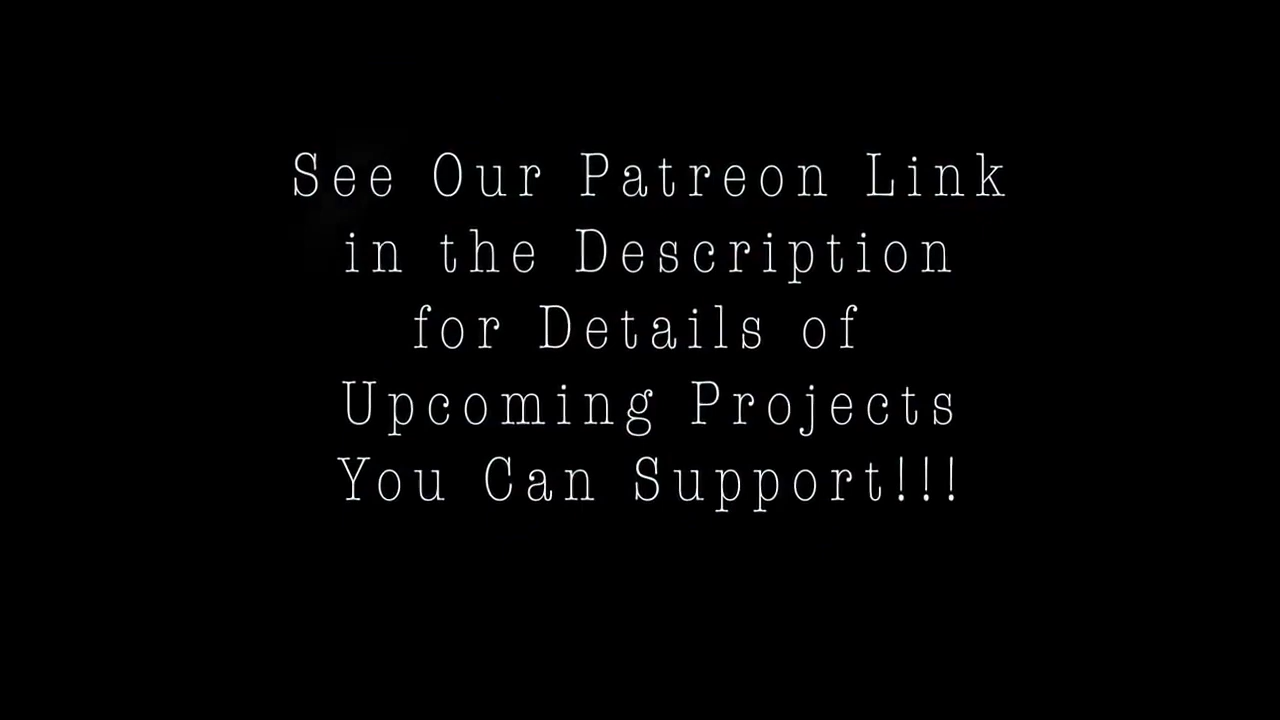 See Our Patreon Link
in the Description
for Details of
Upcoming Projects
You Can Support!!!